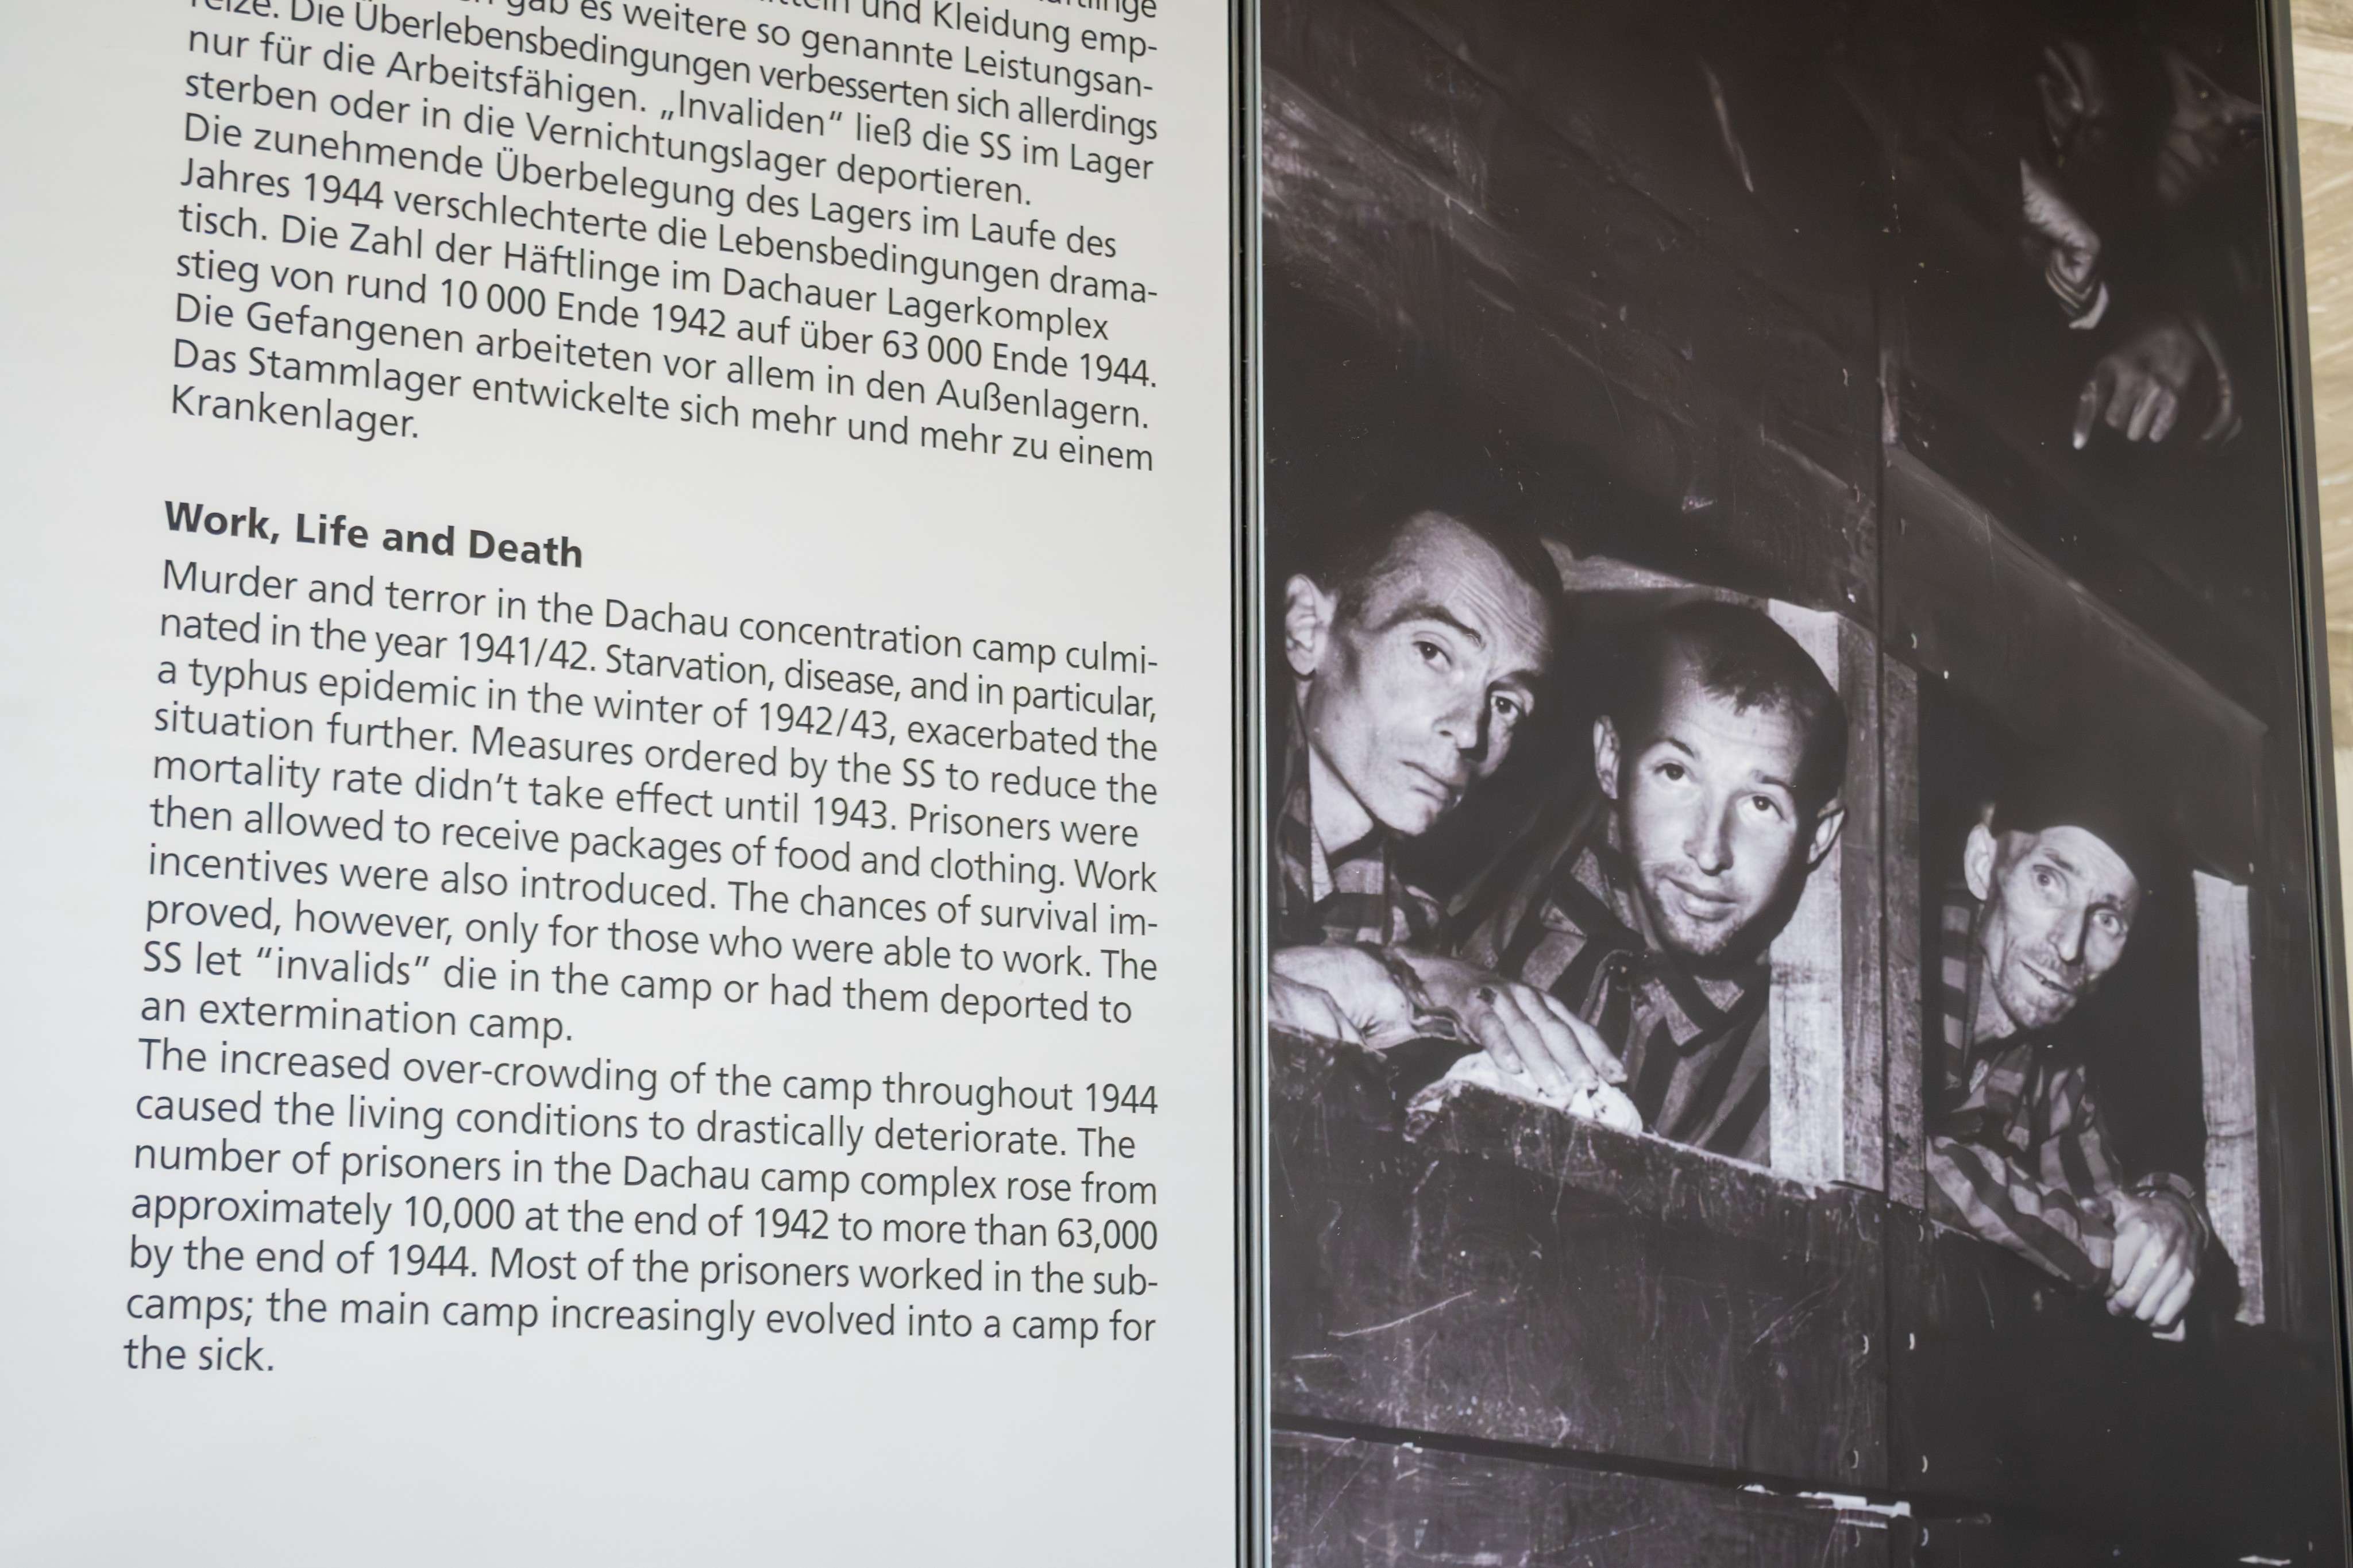 gab es weitere so genannte Leistungsan-
und Kleidung emp-
reize. Die Überlebensbedingungen verbesserten sich allerdings
nur für die Arbeitsfähigen. „Invaliden“ ließ die SS im Lager
sterben oder in die Vernichtungslager deportieren.
Die zunehmende Überbelegung des Lagers im Laufe des
Jahres 1944 verschlechterte die Lebensbedingungen drama-
tisch. Die Zahl der Häftlinge im Dachauer Lagerkomplex
stieg von rund 10 000 Ende 1942 auf über 63 000 Ende 1944.
Die Gefangenen arbeiteten vor allem in den Außenlagern.
Das Stammlager entwickelte sich mehr und mehr zu einem
Krankenlager.
Work, Life and Death
Murder and terror in the Dachau concentration camp culmi-
nated in the year 1941/42. Starvation, disease, and in particular,
a typhus epidemic in the winter of 1942/43, exacerbated the
situation further. Measures ordered by the SS to reduce the
mortality rate didn’t take effect until 1943. Prisoners were
then allowed to receive packages of food and clothing. Work
incentives were also introduced. The chances of survival im-
proved, however, only for those who were able to work. The
SS let “invalids” die in the camp or had them deported to
an extermination camp.
The increased over-crowding of the camp throughout 1944
caused the living conditions to drastically deteriorate. The
number of prisoners in the Dachau camp complex rose from
approximately 10,000 at the end of 1942 to more than 63,000
by the end of 1944. Most of the prisoners worked in the sub-
camps; the main camp increasingly evolved into a camp for
the sick.